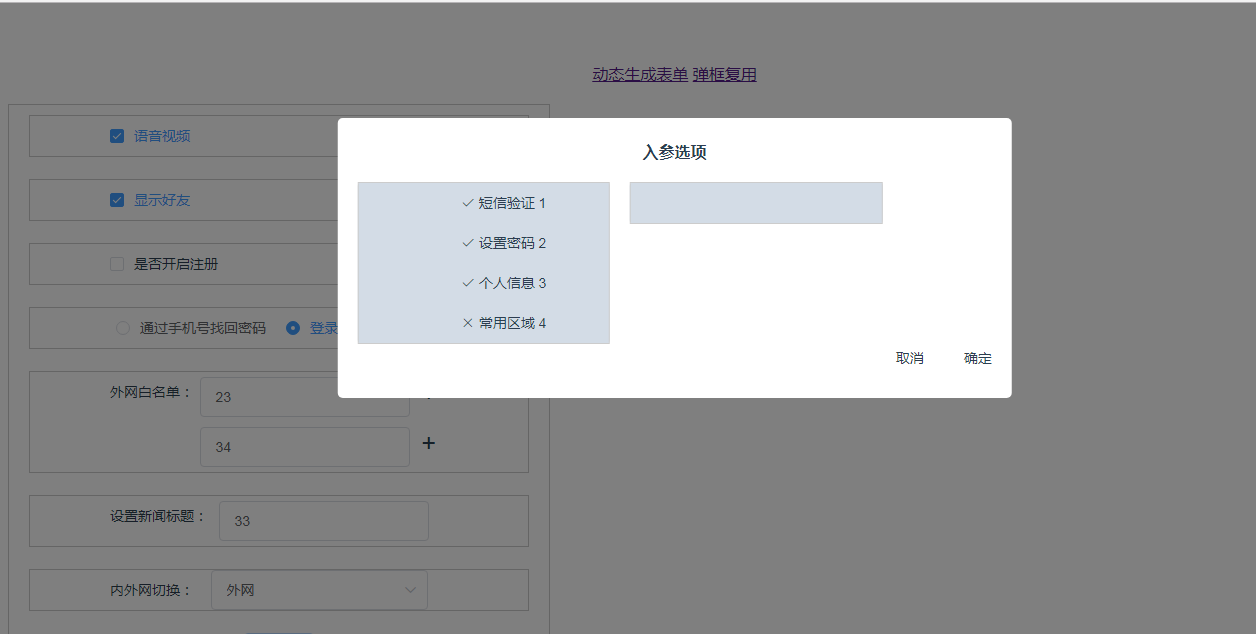 动态生成表单 弹框复用
语音视频
显示好友
是否开启注册
通过手机号找回密码 登录
外网白名单： 23
34 +
设置新闻标题： 33
内外网切换： 外网
入参选项
短信验证 1
设置密码 2
个人信息 3
常用区域 4
取消 确定